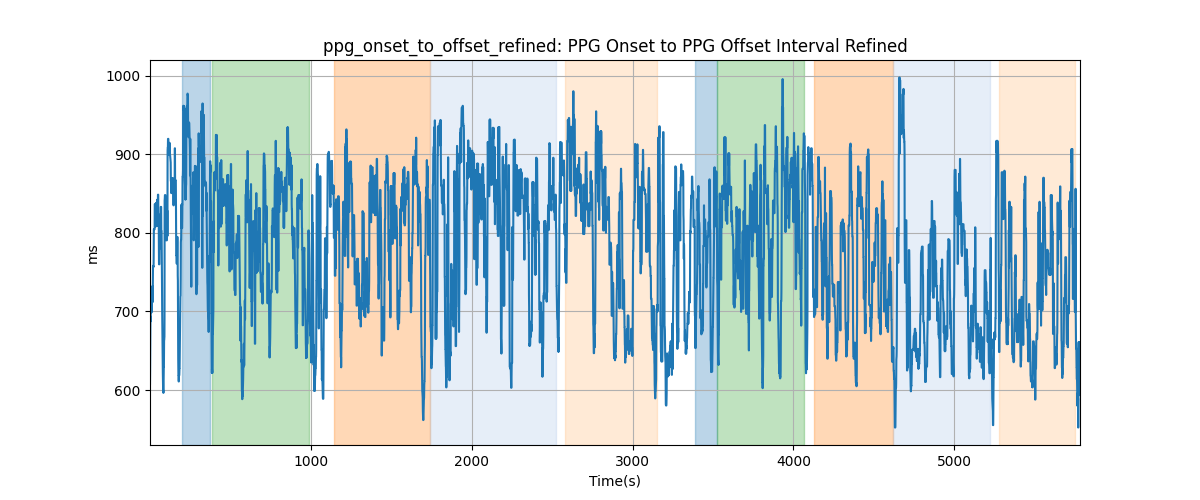 ppg_onset_to_offset_refined: PPG Onset to PPG Offset Interval Refined
1000
900
800
700
600
ms
1000 2000 3000 4000 5000
Time(s)